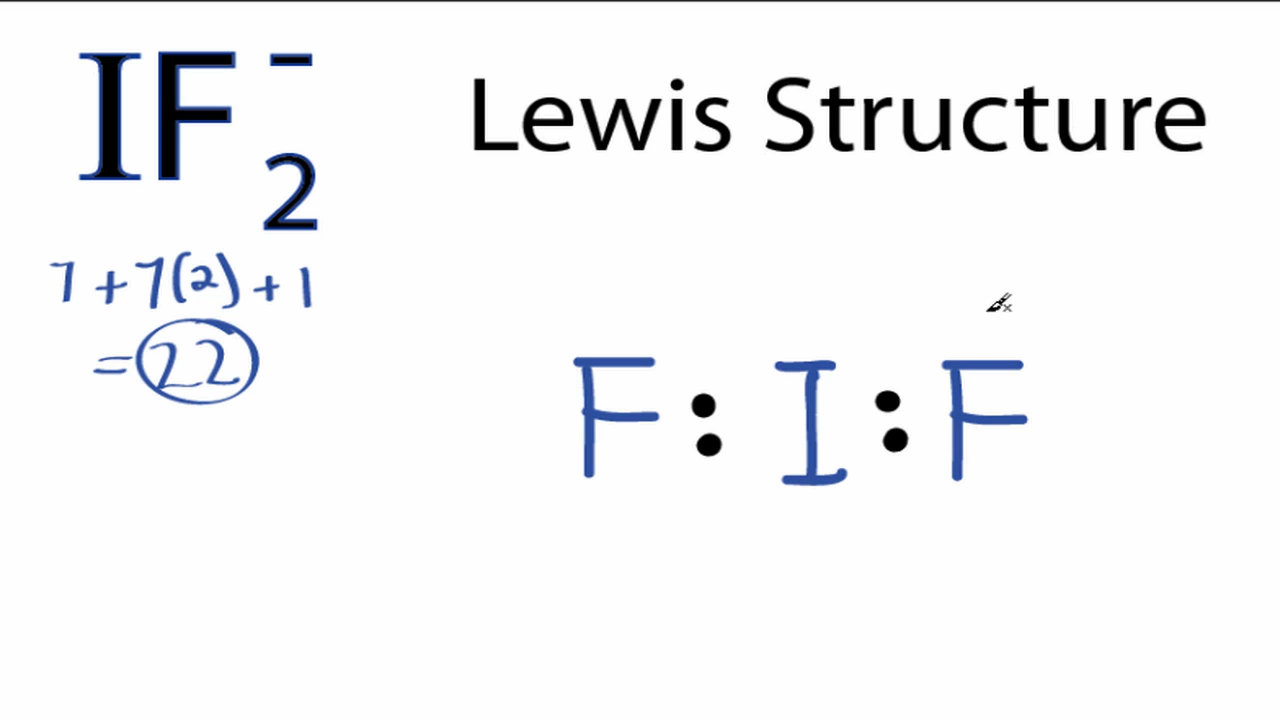 IF₂⁻ Lewis Structure
7 + 7(2) + 1
= 22
F : I : F